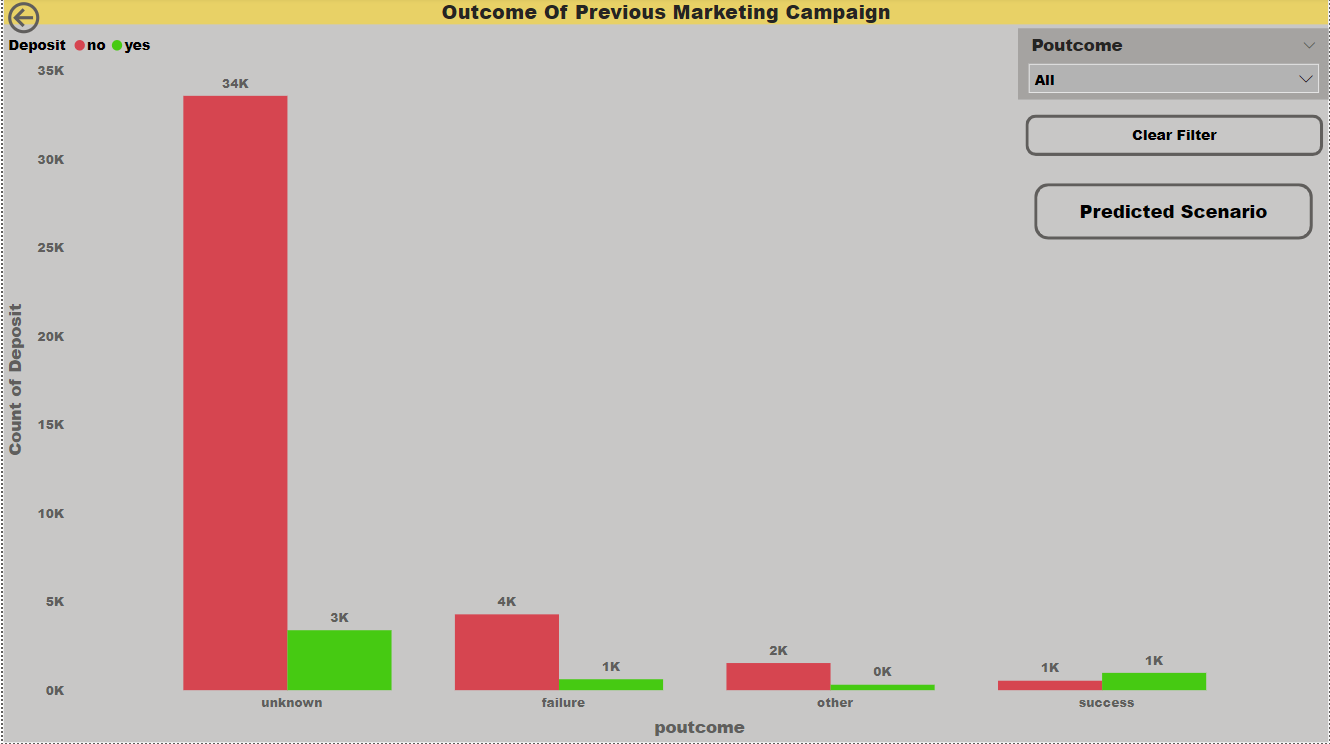 Outcome Of Previous Marketing Campaign
Deposit no yes
Poutcome
All
Clear Filter
Predicted Scenario
Count of Deposit
35K
30K
25K
20K
15K
10K
5K
0K
34K
3K
4K
1K
2K
0K
1K
1K
unknown
failure
other
success
poutcome